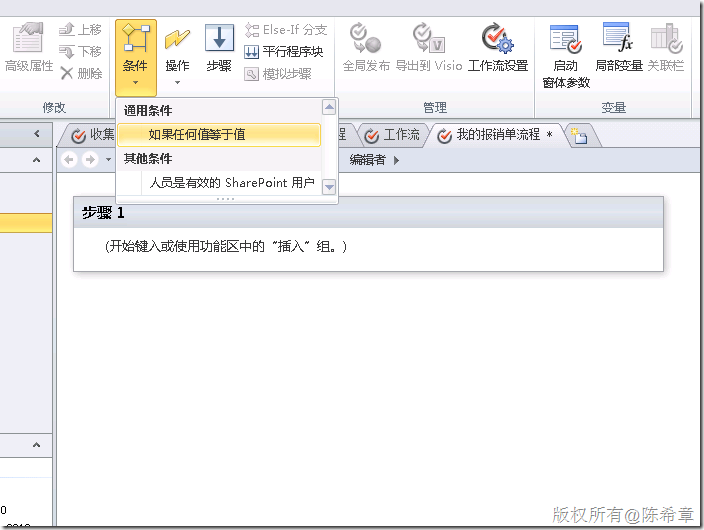 上移
下移
删除
高级属性
修改
条件
操作
步骤
Else-If 分支
平行程序块
模拟步骤
全局发布
导出到 Visio
工作流设置
管理
启动
窗体参数
局部变量
关联栏
变量
通用条件
如果任何值等于值
其他条件
人员是有效的 SharePoint 用户
收集
程
工作流
我的报销单流程 *
编辑者
步骤 1
(开始键入或使用功能区中的“插入”组。)
0
版权所有@陈希章